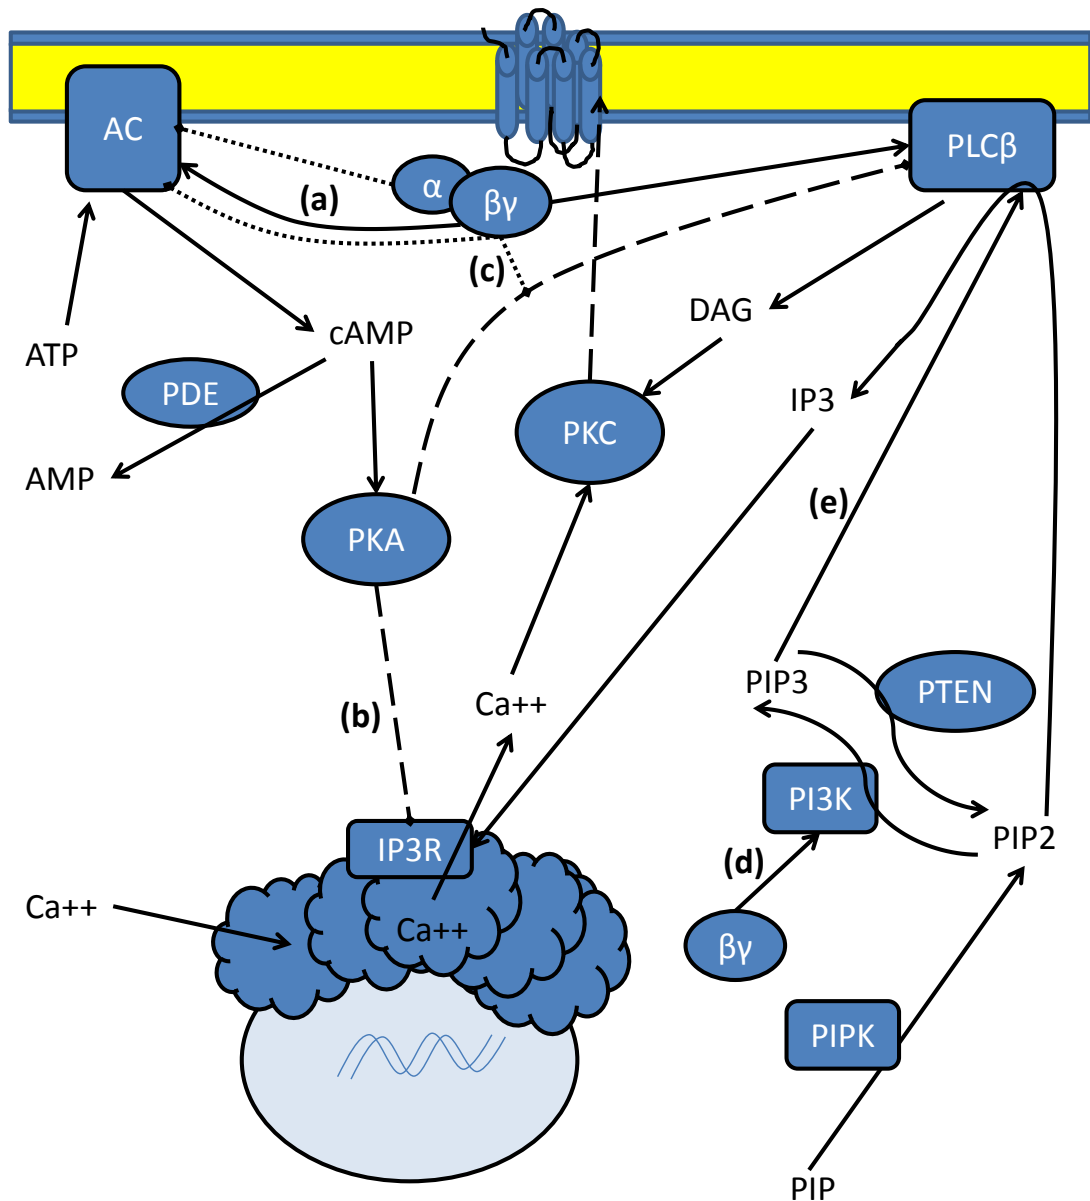 AC
PLCβ
α
βγ
(a)
(c)
DAG
cAMP
ATP
PDE
IP3
PKC
AMP
(e)
PKA
PIP3
PTEN
Ca++
(b)
PI3K
IP3R
PIP2
(d)
Ca++
Ca++
βγ
PIPK
PIP